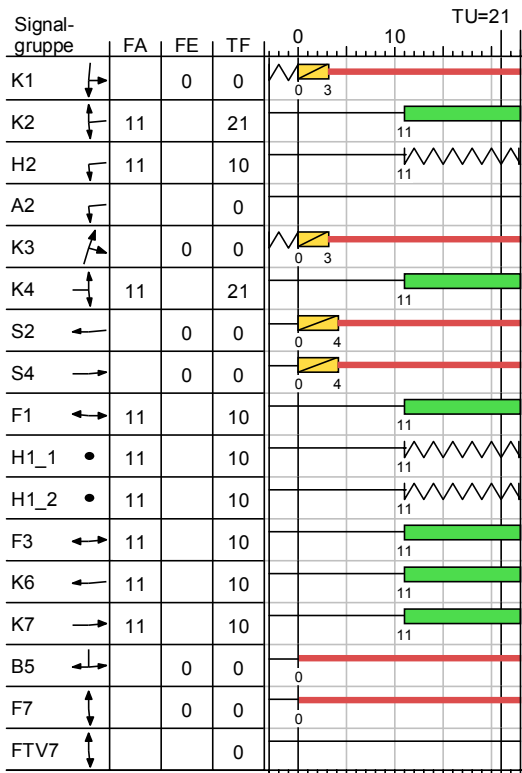 TU=21
Signal-
gruppe FA FE TF 0 10
K1 0 0 0 3
K2 11 21 11
H2 11 10 11
A2 0
K3 0 0 0 3
K4 11 21 11
S2 0 0 0 4
S4 0 0 0 4
F1 11 10 11
H1_1 11 10 11
H1_2 11 10 11
F3 11 10 11
K6 11 10 11
K7 11 10 11
B5 0 0 0
F7 0 0 0
FTV7 0